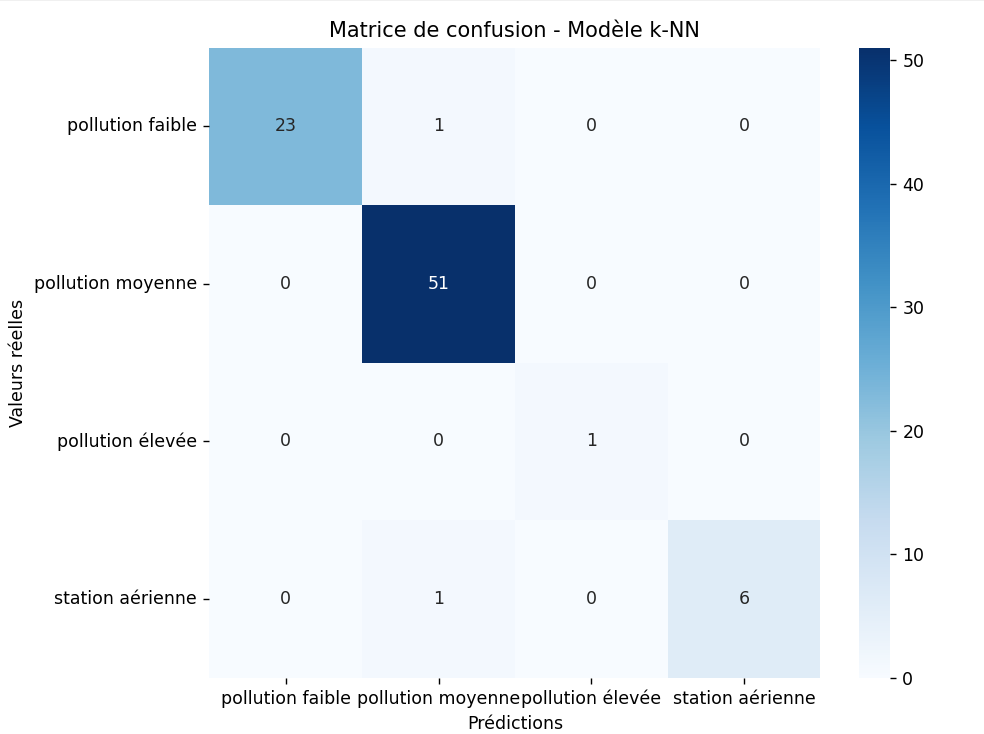 Matrice de confusion - Modèle k-NN
pollution faible
23
1
0
0
pollution moyenne
0
51
0
0
pollution élevée
0
0
1
0
station aérienne
0
1
0
6
Valeurs réelles
pollution faible
pollution moyenne
pollution élevée
station aérienne
Prédictions
50
40
30
20
10
0